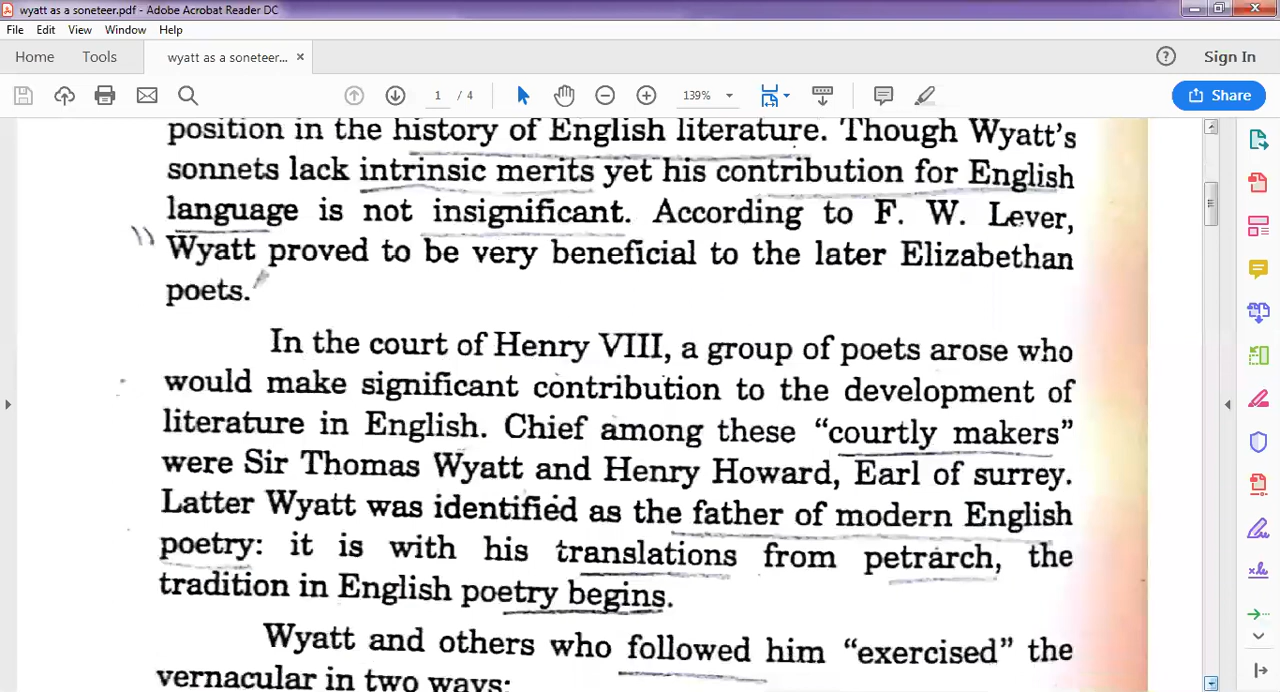 wyatt as a soneteer.pdf - Adobe Acrobat Reader DC
File Edit View Window Help
Home Tools wyatt as a soneteer... × Sign In
1 / 4 139% Share
position in the history of English literature. Though Wyatt's
sonnets lack intrinsic merits yet his contribution for English
language is not insignificant. According to F. W. Lever,
Wyatt proved to be very beneficial to the later Elizabethan
poets.
In the court of Henry VIII, a group of poets arose who
would make significant contribution to the development of
literature in English. Chief among these “courtly makers”
were Sir Thomas Wyatt and Henry Howard, Earl of surrey.
Latter Wyatt was identified as the father of modern English
poetry: it is with his translations from petrarch, the
tradition in English poetry begins.
Wyatt and others who followed him “exercised” the
vernacular in two ways: